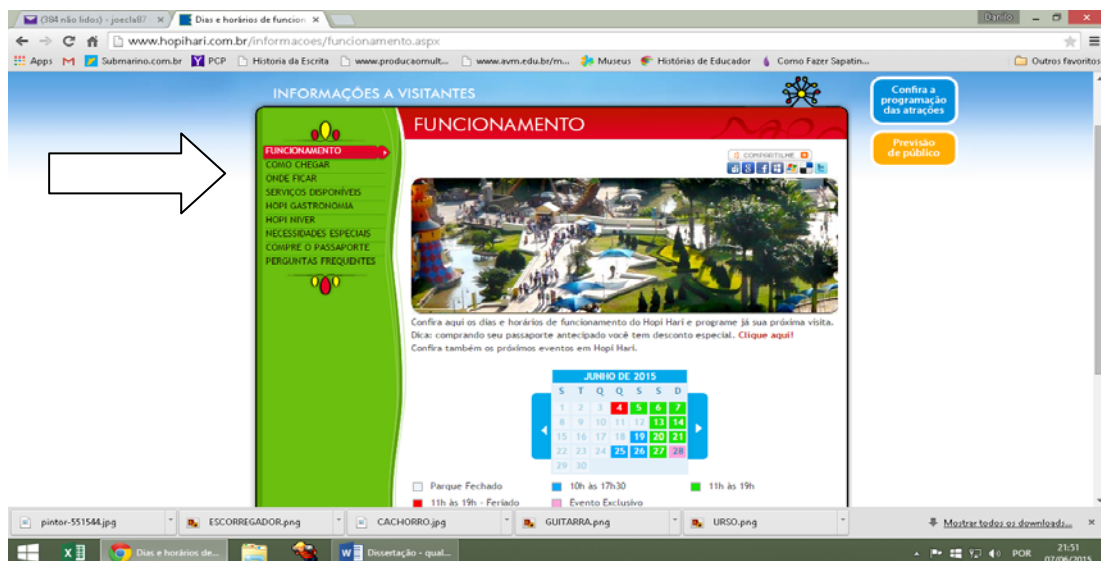 (384 não lidos) - joecla87
Dias e horários de funcion
Danilo
www.hopihari.com.br/informacoes/funcionamento.aspx
Apps
Submarino.com.br
PCP
Historia da Escrita
www.producaomult...
www.avm.edu.br/m...
Museus
Histórias de Educador
Como Fazer Sapatin...
Outros favoritos
INFORMAÇÕES A VISITANTES
Confira a
programação
das atrações
Previsão
de público
FUNCIONAMENTO
COMO CHEGAR
ONDE FICAR
SERVIÇOS DISPONÍVEIS
HOPI GASTRONOMIA
HOPI NIVER
NECESSIDADES ESPECIAIS
COMPRE O PASSAPORTE
PERGUNTAS FREQUENTES
FUNCIONAMENTO
COMPARTILHE
Confira aqui os dias e horários de funcionamento do Hopi Hari e programe já sua próxima visita.
Dica: comprando seu passaporte antecipado você tem desconto especial. Clique aqui!
Confira também os próximos eventos em Hopi Hari.
JUNHO DE 2015
S T Q Q S S D
1 2 3 4 5 6 7
8 9 10 11 12 13 14
15 16 17 18 19 20 21
22 23 24 25 26 27 28
29 30
Parque Fechado
10h às 17h30
11h às 19h
11h às 19h - Feriado
Evento Exclusivo
pintor-551544.jpg
ESCORREGADOR.png
CACHORRO.jpg
GUITARRA.png
URSO.png
Mostrar todos os downloads...
Dias e horários de...
Dissertação - qual...
POR
21:51
07/06/2015